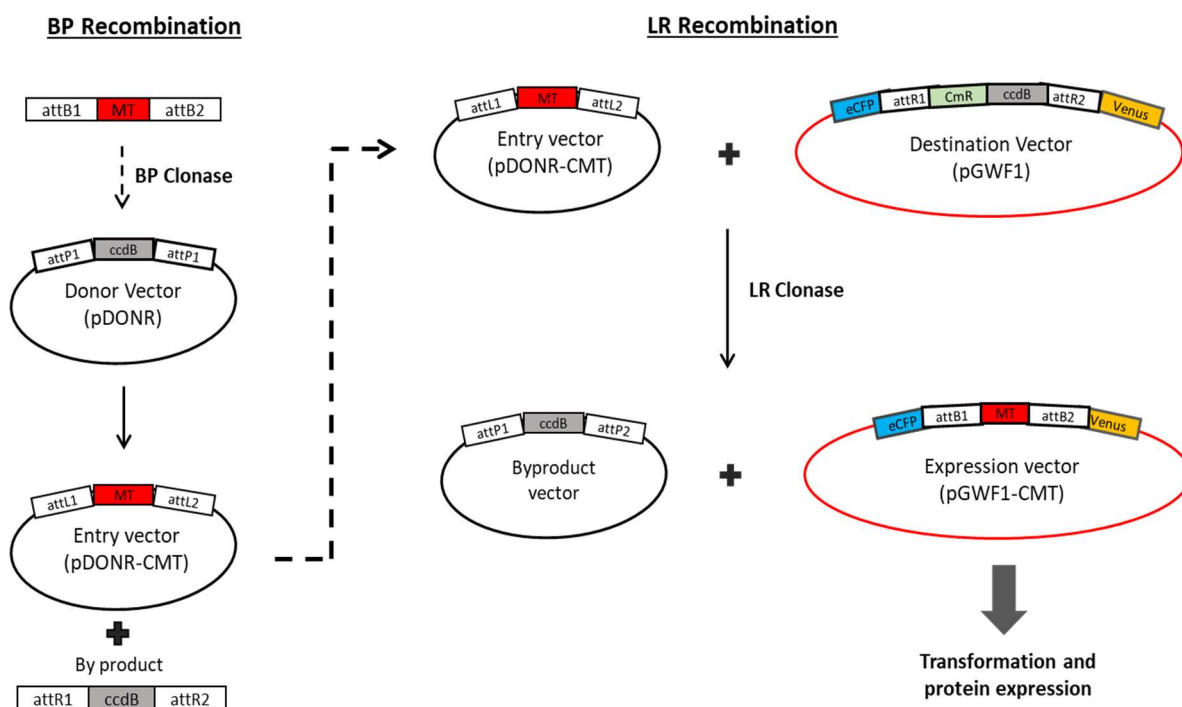 BP Recombination
attB1 MT attB2
BP Clonase
attP1 ccdB attP1
Donor Vector
(pDONR)
attL1 MT attL2
Entry vector
(pDONR-CMT)
By product
attR1 ccdB attR2
LR Recombination
attL1 MT attL2
Entry vector
(pDONR-CMT)
eCFP attR1 CmR ccdB attR2 Venus
Destination Vector
(pGWF1)
LR Clonase
attP1 ccdB attP2
Byproduct
vector
eCFP attB1 MT attB2 Venus
Expression vector
(pGWF1-CMT)
Transformation and
protein expression